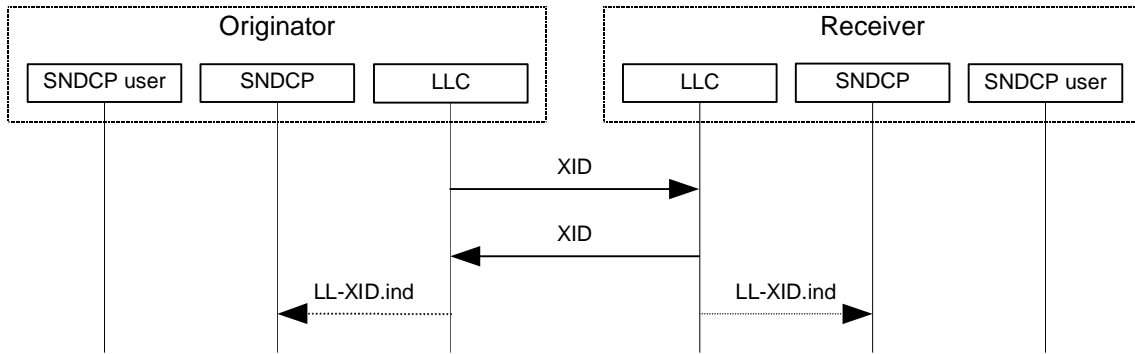 Originator
Receiver
SNDCP user
SNDCP
LLC
LLC
SNDCP
SNDCP user
XID
XID
LL-XID.ind
LL-XID.ind